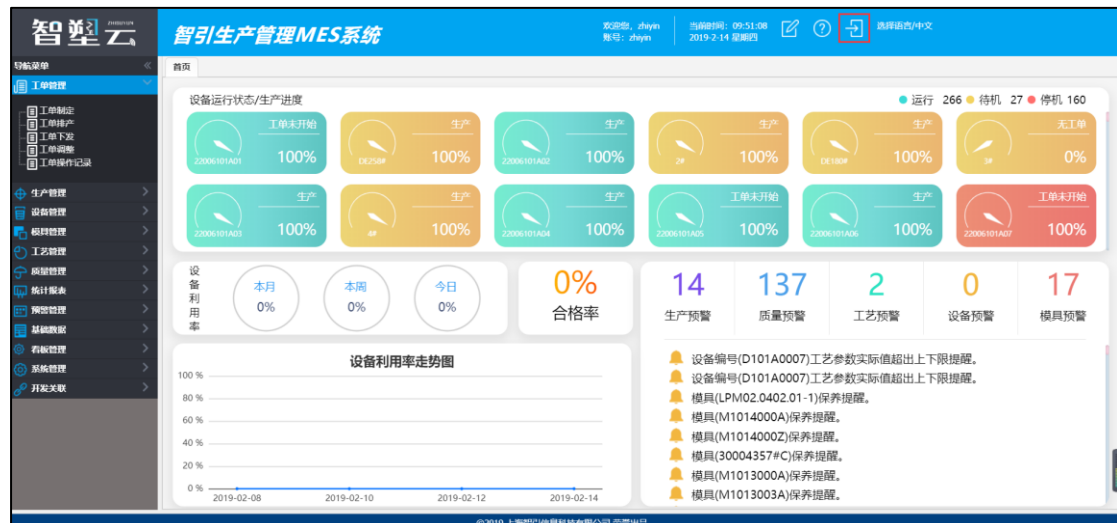 智塑云
智引生产管理MES系统
欢迎您, zhiyin
账号: zhiyin
当前时间: 09:51:08
2019-2-14 星期四
选择语言/中文
导航菜单
首页
工单管理
工单制定
工单排产
工单下发
工单调整
工单操作记录
生产管理
设备管理
模具管理
工艺管理
质量管理
统计报表
预警管理
基础数据
看板管理
系统管理
开发关联
设备运行状态/生产进度
运行 266 待机 27 停机 160
工单未开始
22006101A01 100%
生产
DE250# 100%
生产
22006101A02 100%
生产
2# 100%
生产
DE180# 100%
无工单
3# 0%
生产
22006101A03 100%
生产
4# 100%
生产
22006101A04 100%
工单未开始
22006101A05 100%
生产
22006101A06 100%
工单未开始
22006101A07 100%
设备利用率
本月
0%
本周
0%
今日
0%
0%
合格率
14
生产预警
137
质量预警
2
工艺预警
0
设备预警
17
模具预警
设备利用率走势图
100 %
80 %
60 %
40 %
20 %
0 %
2019-02-08 2019-02-10 2019-02-12 2019-02-14
设备编号(D101A0007)工艺参数实际值超出上下限提醒。
设备编号(D101A0007)工艺参数实际值超出上下限提醒。
模具(LPM02.0402.01-1)保养提醒。
模具(M1014000A)保养提醒。
模具(M1014000Z)保养提醒。
模具(30004357#C)保养提醒。
模具(M1013000A)保养提醒。
模具(M1013003A)保养提醒。